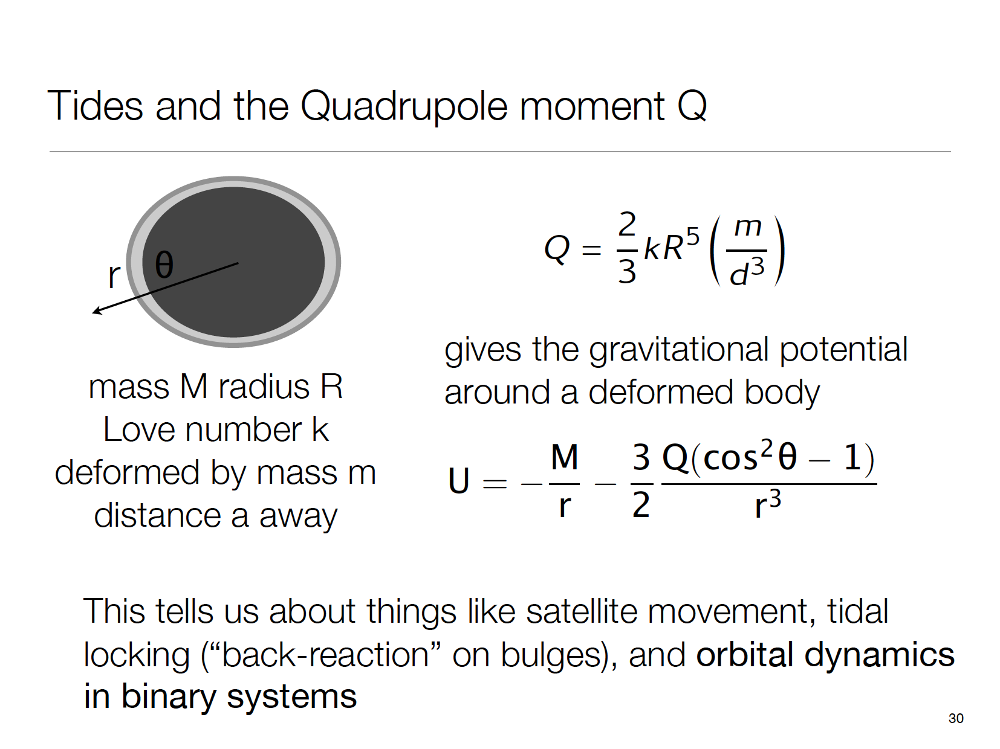 Tides and the Quadrupole moment Q
r
θ
mass M radius R
Love number k
deformed by mass m
distance a away
Q = 2/3 kR^5 (m/d^3)
gives the gravitational potential
around a deformed body
U = − M/r − 3/2 Q(cos^2 θ − 1)/r^3
This tells us about things like satellite movement, tidal
locking (“back-reaction” on bulges), and orbital dynamics
in binary systems
30